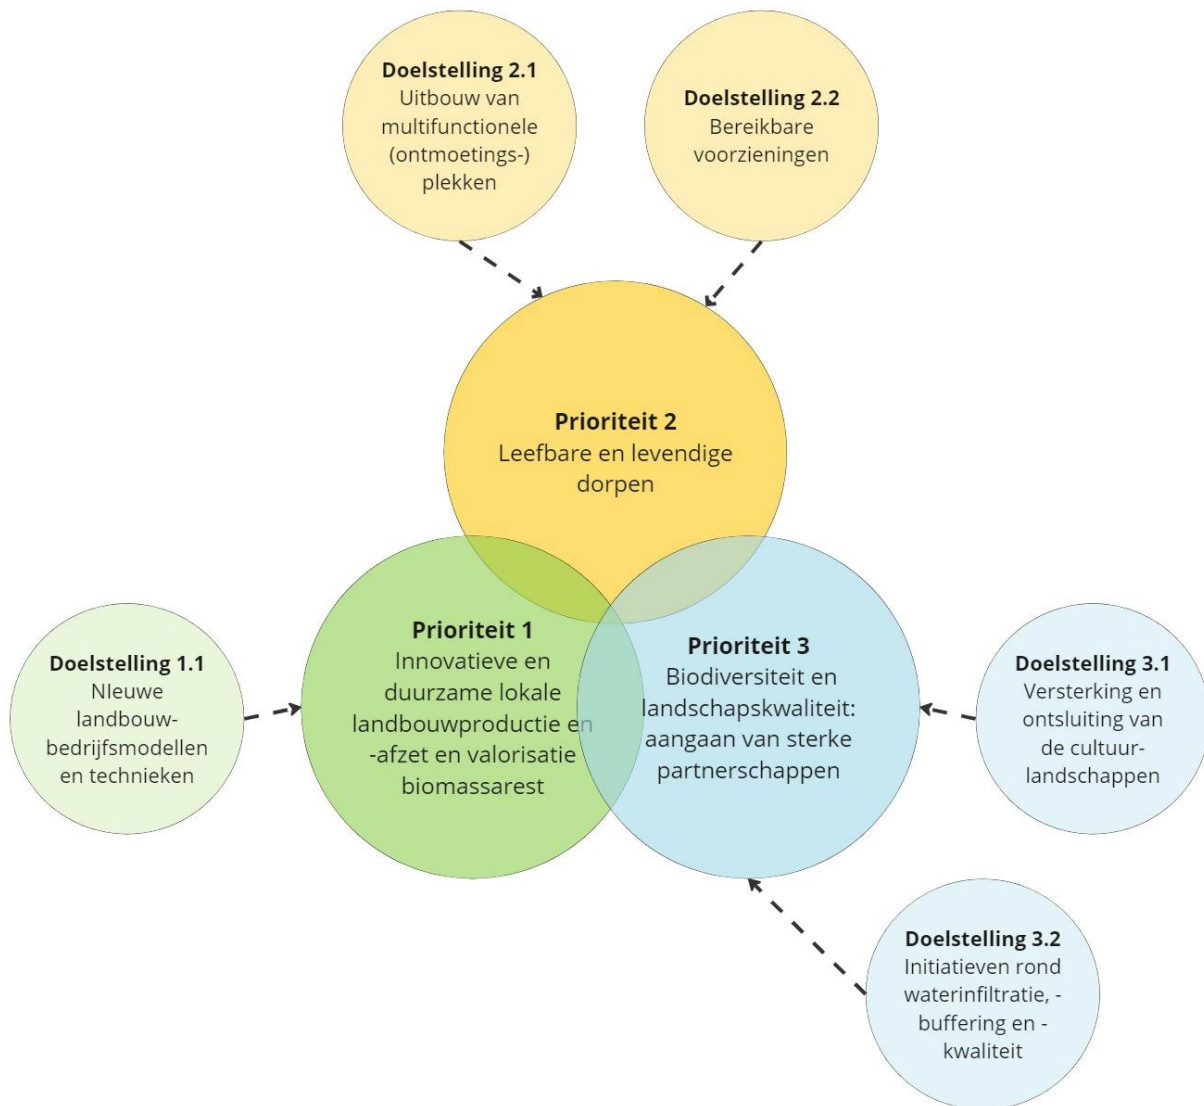 Doelstelling 2.1
Uitbouw van
multifunctionele
(ontmoetings-)
plekken
Doelstelling 2.2
Bereikbare
voorzieningen
Prioriteit 2
Leefbare en levendige
dorpen
Doelstelling 1.1
NIeuwe
landbouw-
bedrijfsmodellen
en technieken
Prioriteit 1
Innovatieve en
duurzame lokale
landbouwproductie en
-afzet en valorisatie
biomassarest
Prioriteit 3
Biodiversiteit en
landschapskwaliteit:
aangaan van sterke
partnerschappen
Doelstelling 3.1
Versterking en
ontsluiting van
de cultuur-
landschappen
Doelstelling 3.2
Initiatieven rond
waterinfiltratie, -
buffering en -
kwaliteit